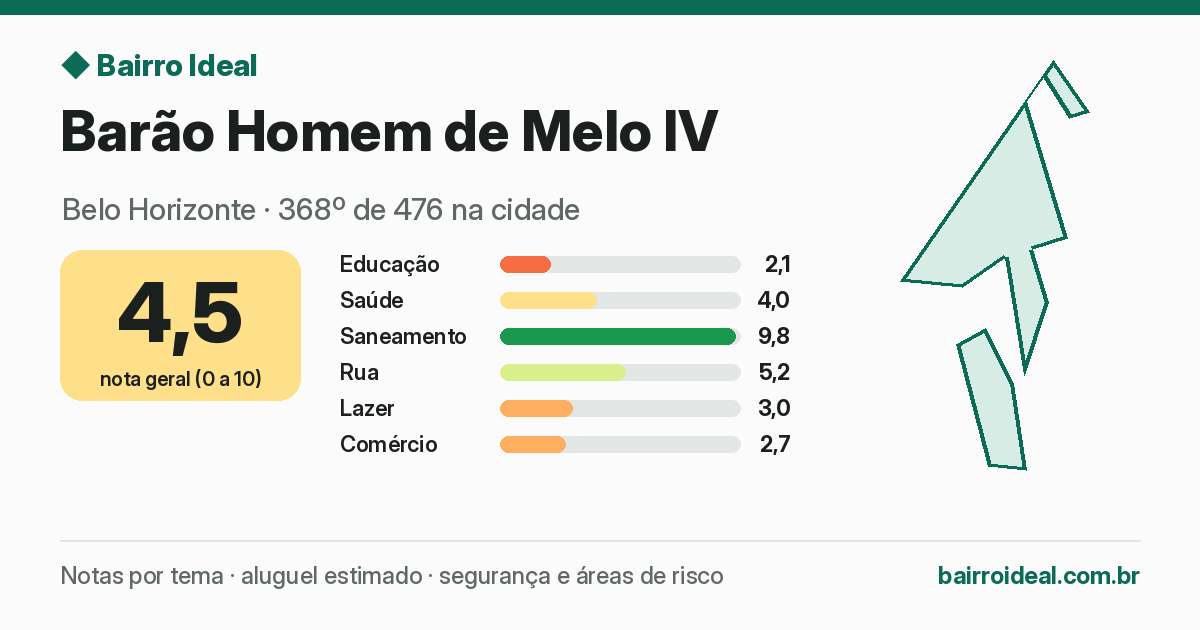 Bairro Ideal
Barão Homem de Melo IV
Belo Horizonte · 368º de 476 na cidade
4,5
nota geral (0 a 10)
Educação 2,1
Saúde 4,0
Saneamento 9,8
Rua 5,2
Lazer 3,0
Comércio 2,7
Notas por tema · aluguel estimado · segurança e áreas de risco
bairroideal.com.br